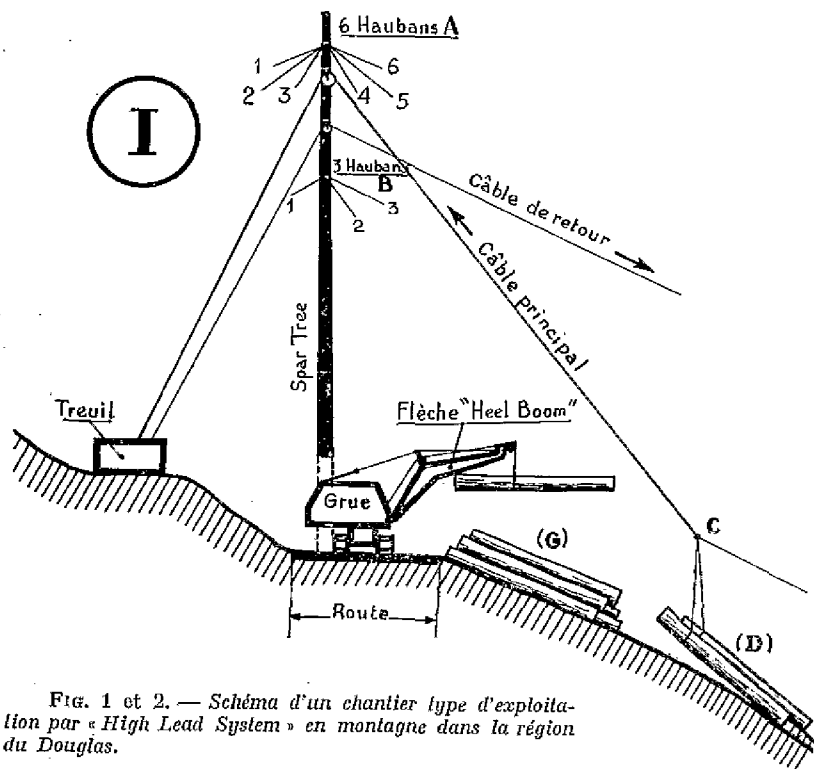 6 Haubans A
1
2
3
4
5
6
I
3 Haubans
B
1
2
3
Câble de retour
Câble principal
Spar Tree
Treuil
Flèche "Heel Boom"
Grue
C
(G)
(D)
Route
FIG. 1 et 2. — Schéma d'un chantier type d'exploita-
tion par « High Lead System » en montagne dans la région
du Douglas.